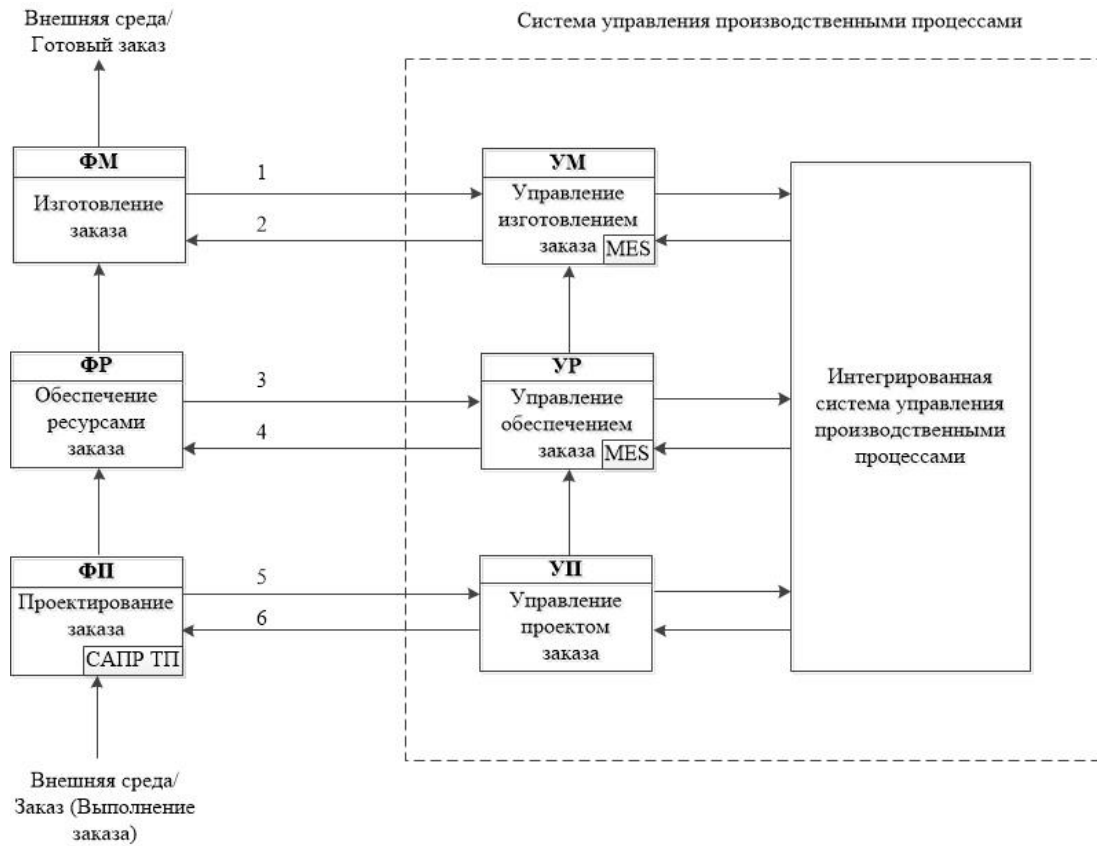 Внешняя среда/
Готовый заказ
Система управления производственными процессами
ФМ
Изготовление
заказа
1
2
УМ
Управление
изготовлением
заказа
MES
ФР
Обеспечение
ресурсами
заказа
3
4
УР
Управление
обеспечением
заказа
MES
Интегрированная
система управления
производственными
процессами
ФП
Проектирование
заказа
САПР ТП
5
6
УП
Управление
проектом
заказа
Внешняя среда/
Заказ (Выполнение
заказа)